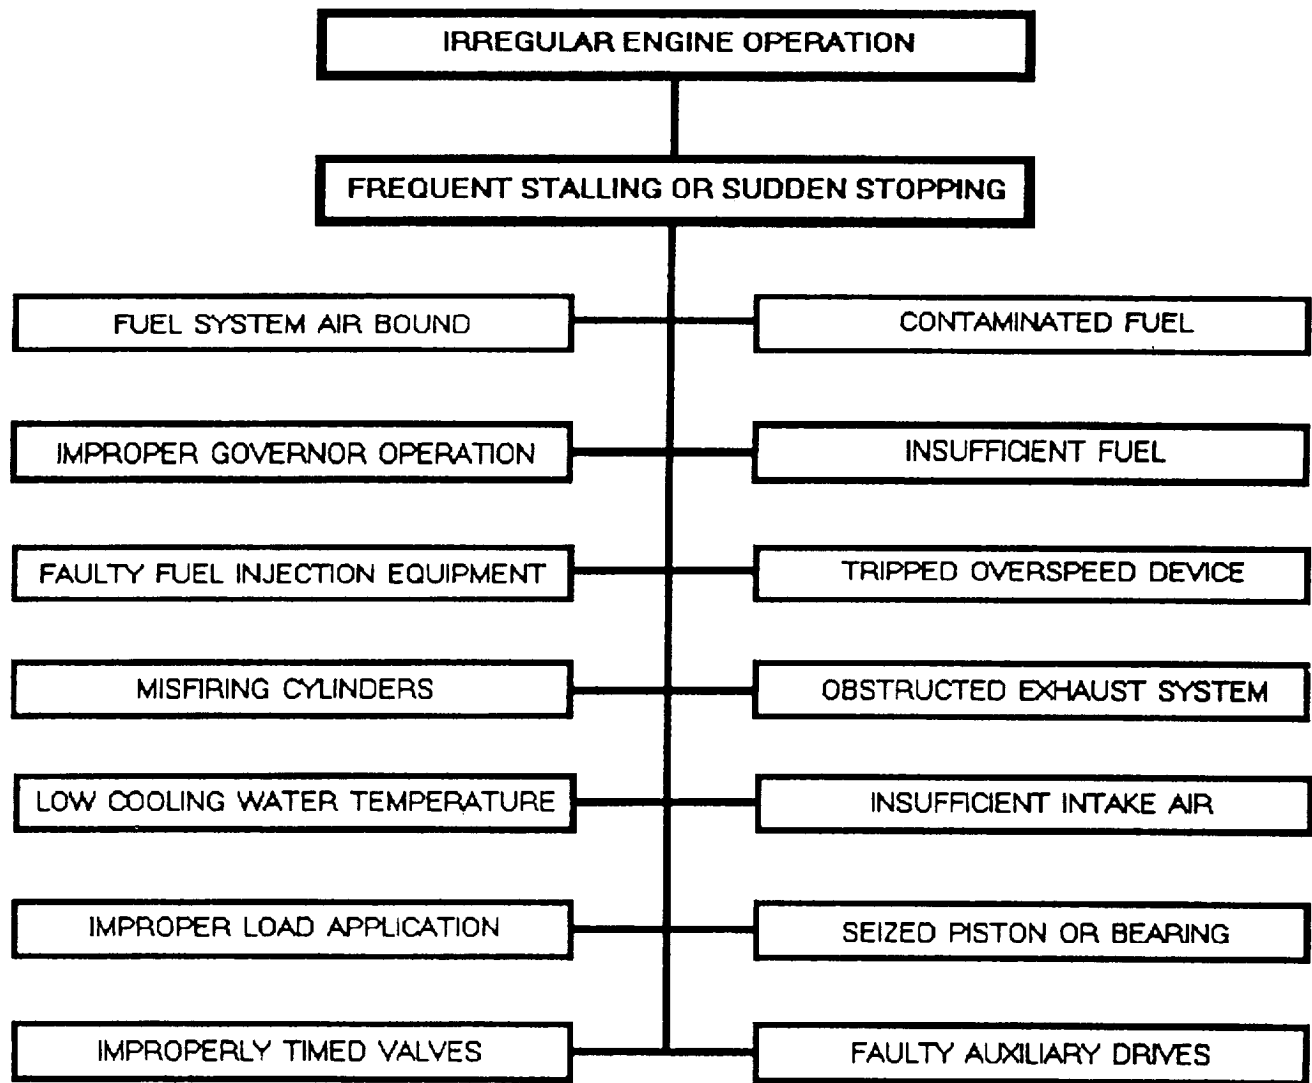 IRREGULAR ENGINE OPERATION
FREQUENT STALLING OR SUDDEN STOPPING
FUEL SYSTEM AIR BOUND
CONTAMINATED FUEL
IMPROPER GOVERNOR OPERATION
INSUFFICIENT FUEL
FAULTY FUEL INJECTION EQUIPMENT
TRIPPED OVERSPEED DEVICE
MISFIRING CYLINDERS
OBSTRUCTED EXHAUST SYSTEM
LOW COOLING WATER TEMPERATURE
INSUFFICIENT INTAKE AIR
IMPROPER LOAD APPLICATION
SEIZED PISTON OR BEARING
IMPROPERLY TIMED VALVES
FAULTY AUXILIARY DRIVES